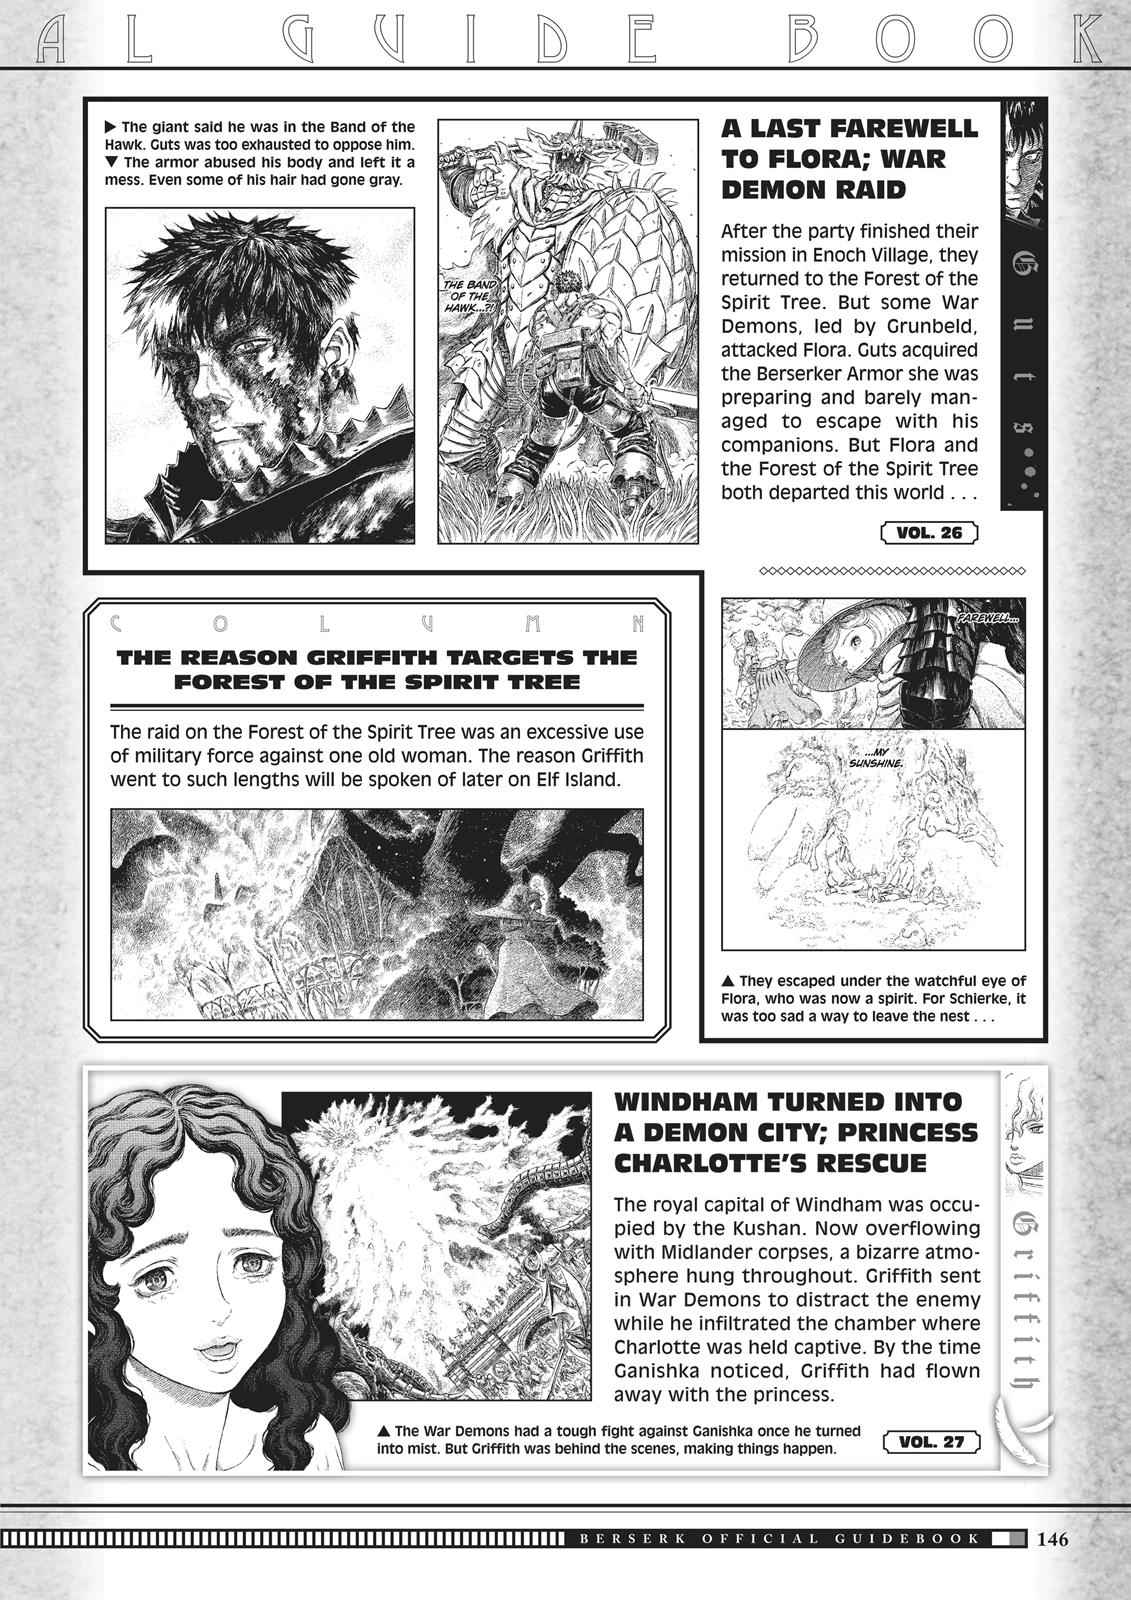 AL GUIDE BOOK
▶ The giant said he was in the Band of the
Hawk. Guts was too exhausted to oppose him.
▼ The armor abused his body and left it a
mess. Even some of his hair had gone gray.
THE BAND
OF THE
HAWK...?!
A LAST FAREWELL
TO FLORA; WAR
DEMON RAID
After the party finished their
mission in Enoch Village, they
returned to the Forest of the
Spirit Tree. But some War
Demons, led by Grunbeld,
attacked Flora. Guts acquired
the Berserker Armor she was
preparing and barely man-
aged to escape with his
companions. But Flora and
the Forest of the Spirit Tree
both departed this world . . .
VOL. 26
Guts
COLUMN
THE REASON GRIFFITH TARGETS THE
FOREST OF THE SPIRIT TREE
The raid on the Forest of the Spirit Tree was an excessive use
of military force against one old woman. The reason Griffith
went to such lengths will be spoken of later on Elf Island.
FAREWELL...
...MY
SUNSHINE.
▲ They escaped under the watchful eye of
Flora, who was now a spirit. For Schierke, it
was too sad a way to leave the nest . . .
WINDHAM TURNED INTO
A DEMON CITY; PRINCESS
CHARLOTTE'S RESCUE
The royal capital of Windham was occu-
pied by the Kushan. Now overflowing
with Midlander corpses, a bizarre atmo-
sphere hung throughout. Griffith sent
in War Demons to distract the enemy
while he infiltrated the chamber where
Charlotte was held captive. By the time
Ganishka noticed, Griffith had flown
away with the princess.
▲ The War Demons had a tough fight against Ganishka once he turned
into mist. But Griffith was behind the scenes, making things happen.
VOL. 27
Griffith
BERSERK OFFICIAL GUIDEBOOK
146